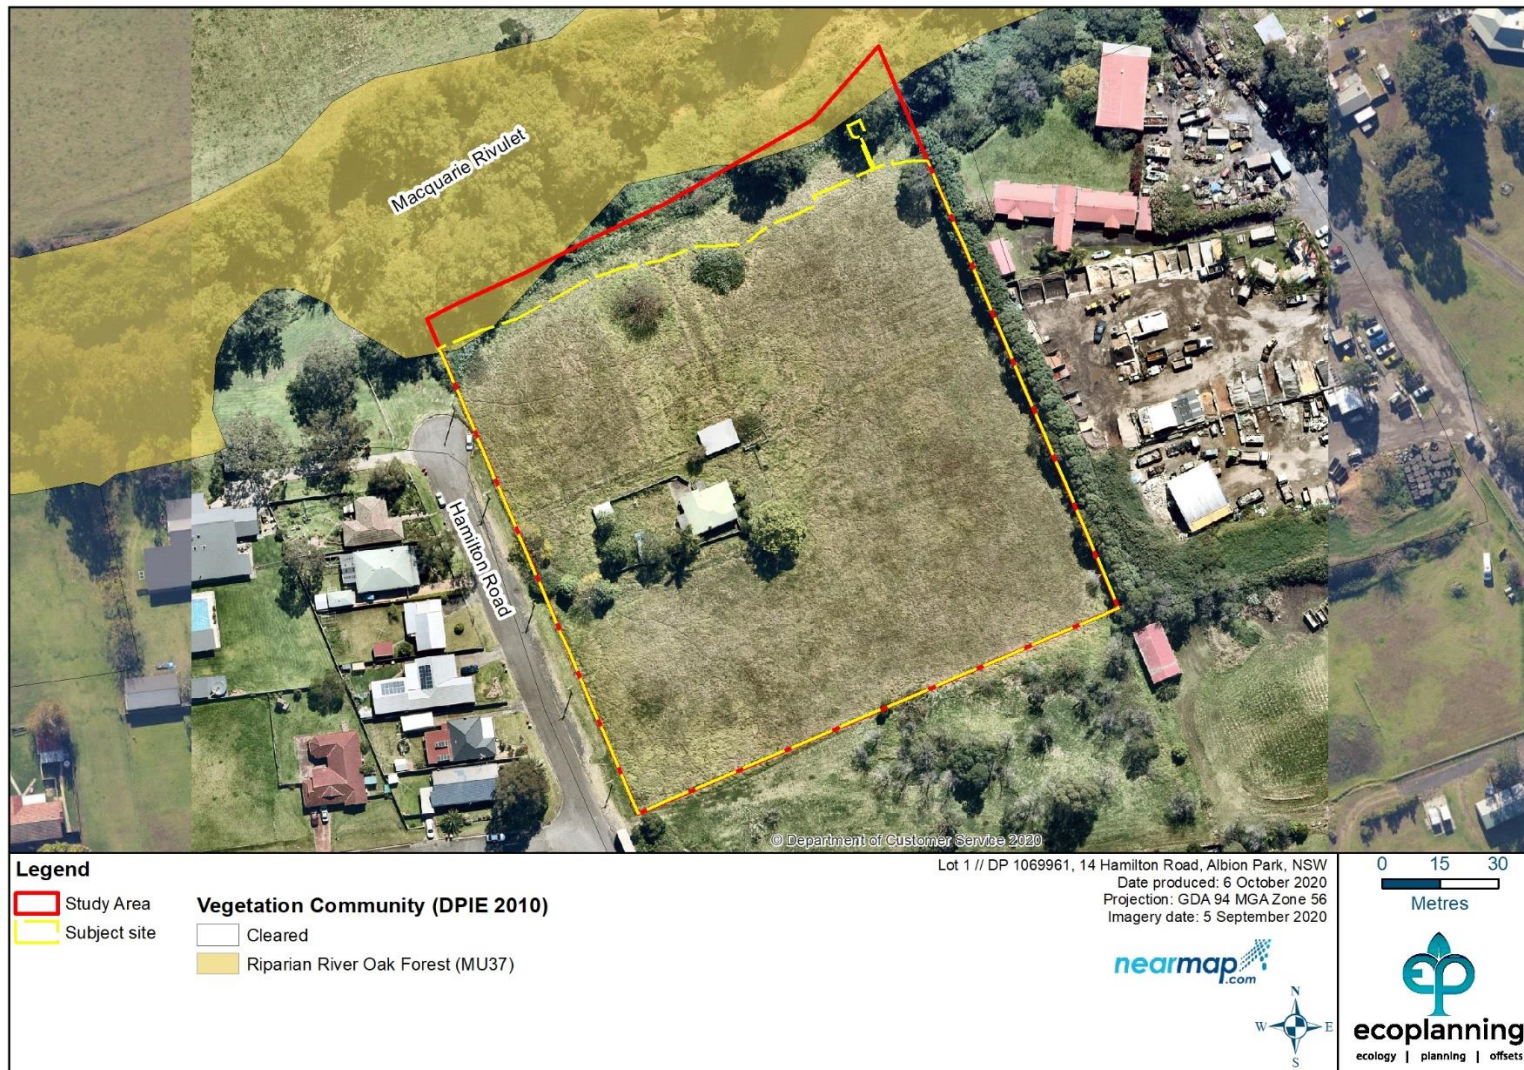 Macquarie Rivulet
Hamilton Road
© Department of Customer Service 2020
Legend
Study Area
Subject site
Vegetation Community (DPIE 2010)
Cleared
Riparian River Oak Forest (MU37)
Lot 1 // DP 1069961, 14 Hamilton Road, Albion Park, NSW
Date produced: 6 October 2020
Projection: GDA 94 MGA Zone 56
Imagery date: 5 September 2020
nearmap
.com
N
W E
S
0 15 30
Metres
ep
ecoplanning
ecology | planning | offsets